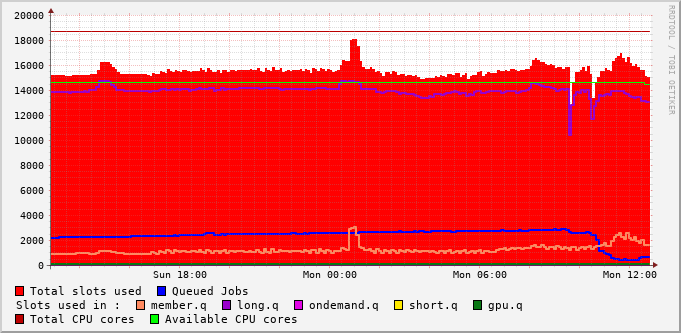 20000
18000
16000
14000
12000
10000
8000
6000
4000
2000
0
Sun 18:00 Mon 00:00 Mon 06:00 Mon 12:00
RRDTOOL / TOBI OETIKER
Total slots used Queued Jobs
Slots used in : member.q long.q ondemand.q short.q gpu.q
Total CPU cores Available CPU cores